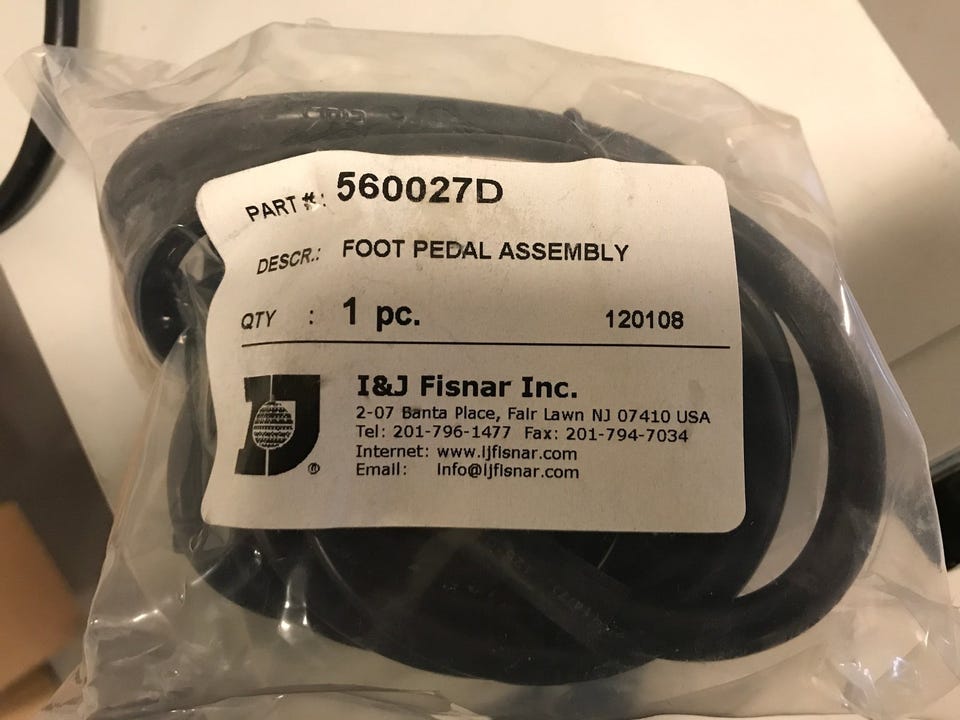 PART #: 560027D
DESCR.: FOOT PEDAL ASSEMBLY
QTY : 1 pc. 120108
I&J Fisnar Inc.
2-07 Banta Place, Fair Lawn NJ 07410 USA
Tel: 201-796-1477 Fax: 201-794-7034
Internet: www.ijfisnar.com
Email: Info@ijfisnar.com
IJ ®